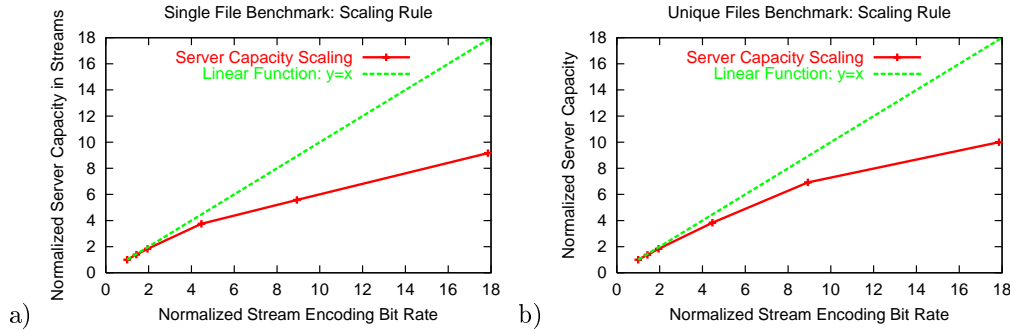 Single File Benchmark: Scaling Rule
Normalized Server Capacity in Streams
18
16
14
12
10
8
6
4
2
0
Server Capacity Scaling
Linear Function: y=x
0 2 4 6 8 10 12 14 16 18
Normalized Stream Encoding Bit Rate
a)
Unique Files Benchmark: Scaling Rule
Normalized Server Capacity
18
16
14
12
10
8
6
4
2
0
Server Capacity Scaling
Linear Function: y=x
0 2 4 6 8 10 12 14 16 18
Normalized Stream Encoding Bit Rate
b)